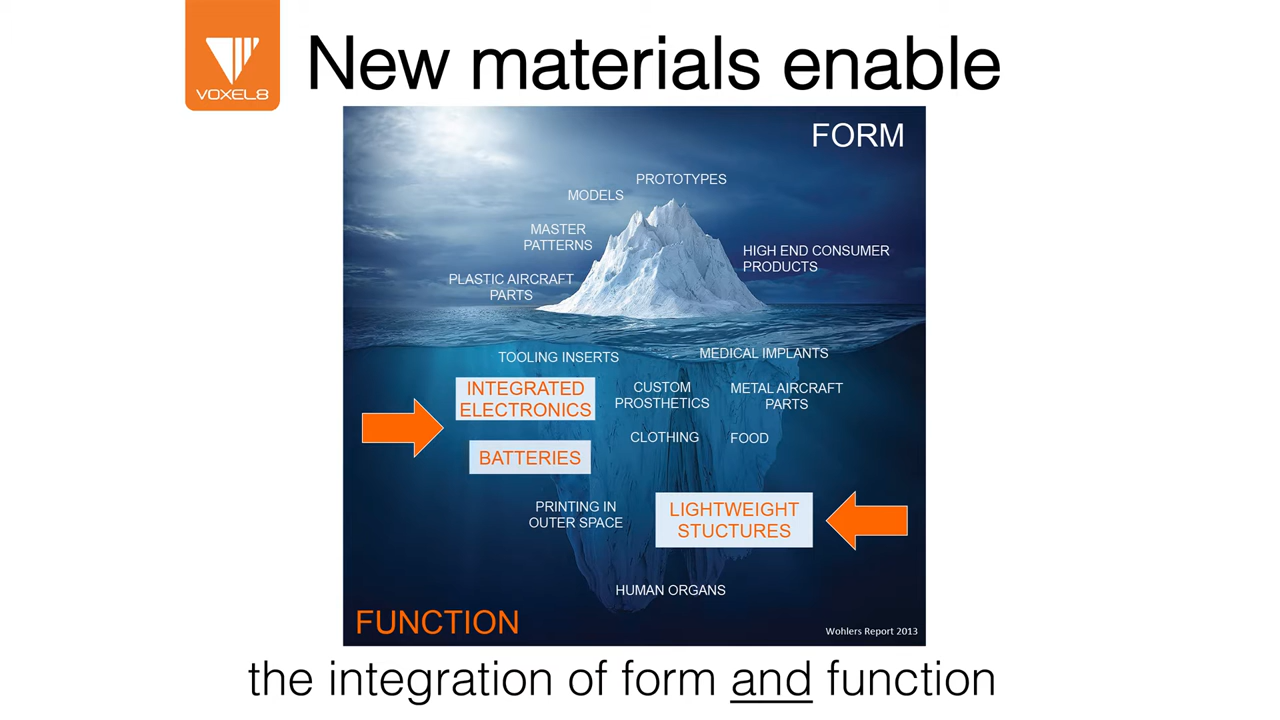 VOXEL8
New materials enable
FORM
PROTOTYPES
MODELS
MASTER
PATTERNS
HIGH END CONSUMER
PRODUCTS
PLASTIC AIRCRAFT
PARTS
TOOLING INSERTS
MEDICAL IMPLANTS
INTEGRATED
ELECTRONICS
CUSTOM
PROSTHETICS
METAL AIRCRAFT
PARTS
BATTERIES
CLOTHING
FOOD
PRINTING IN
OUTER SPACE
LIGHTWEIGHT
STUCTURES
HUMAN ORGANS
FUNCTION
Wohlers Report 2013
the integration of form and function